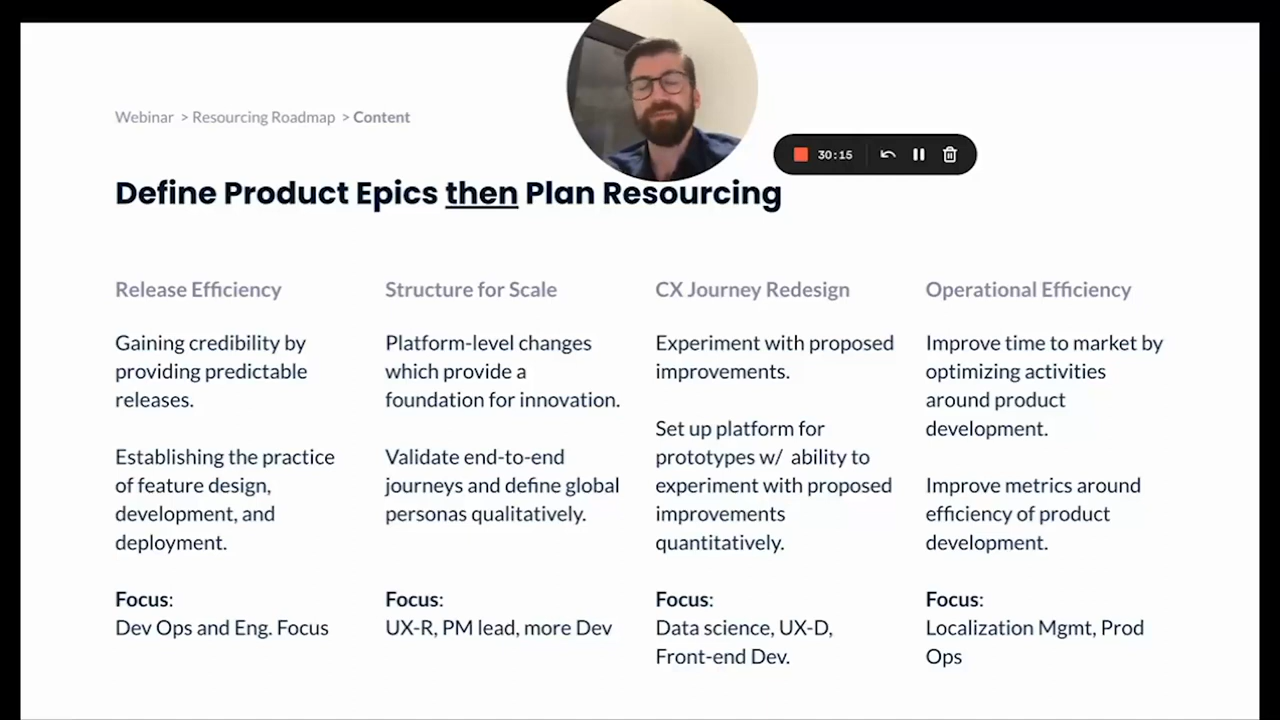 Webinar > Resourcing Roadmap > Content
30:15
Define Product Epics then Plan Resourcing
Release Efficiency
Gaining credibility by
providing predictable
releases.
Establishing the practice
of feature design,
development, and
deployment.
Focus:
Dev Ops and Eng. Focus
Structure for Scale
Platform-level changes
which provide a
foundation for innovation.
Validate end-to-end
journeys and define global
personas qualitatively.
Focus:
UX-R, PM lead, more Dev
CX Journey Redesign
Experiment with proposed
improvements.
Set up platform for
prototypes w/ ability to
experiment with proposed
improvements
quantitatively.
Focus:
Data science, UX-D,
Front-end Dev.
Operational Efficiency
Improve time to market by
optimizing activities
around product
development.
Improve metrics around
efficiency of product
development.
Focus:
Localization Mgmt, Prod
Ops